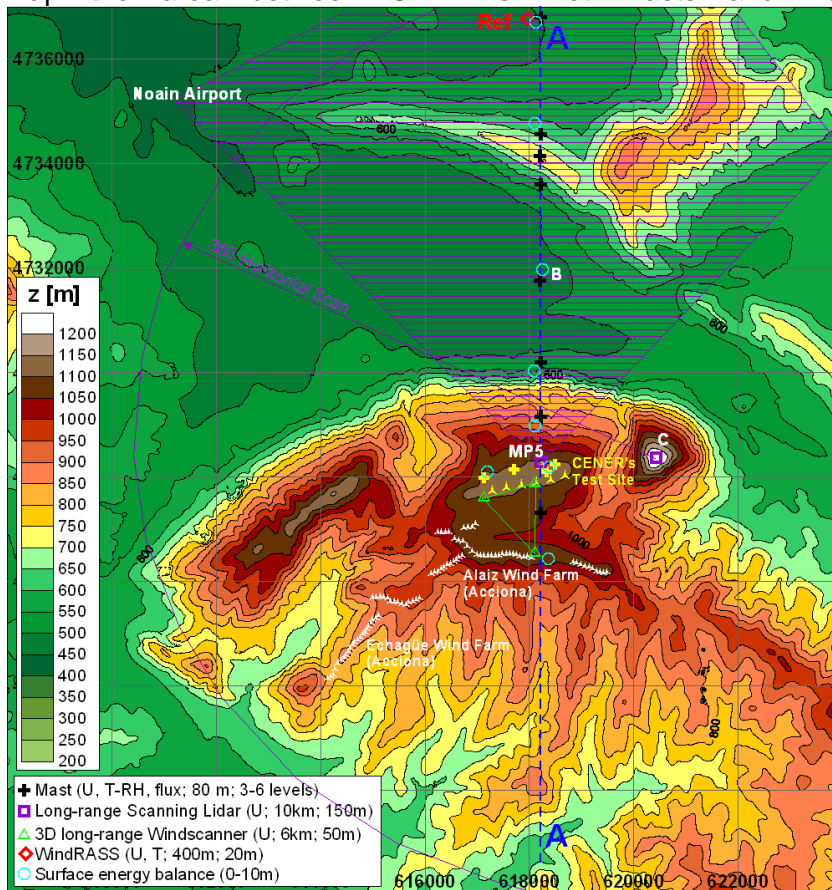 Ref
A
4736000
Noain Airport
600
4734000
360 Horizontal Scan
4732000
B
z [m]
1200
1150
1100
1050
1000
950
900
850
800
750
700
650
600
550
500
450
400
350
300
250
200
600
600
C
MP5
CENER's
Test Site
1000
600
Alaiz Wind Farm
(Acciona)
Echagüe Wind Farm
(Acciona)
800
Mast (U, T-RH, flux; 80 m; 3-6 levels)
Long-range Scanning Lidar (U; 10km; 150m)
3D long-range Windscanner (U; 6km; 50m)
WindRASS (U, T; 400m; 20m)
Surface energy balance (0-10m)
A
616000
618000
620000
622000